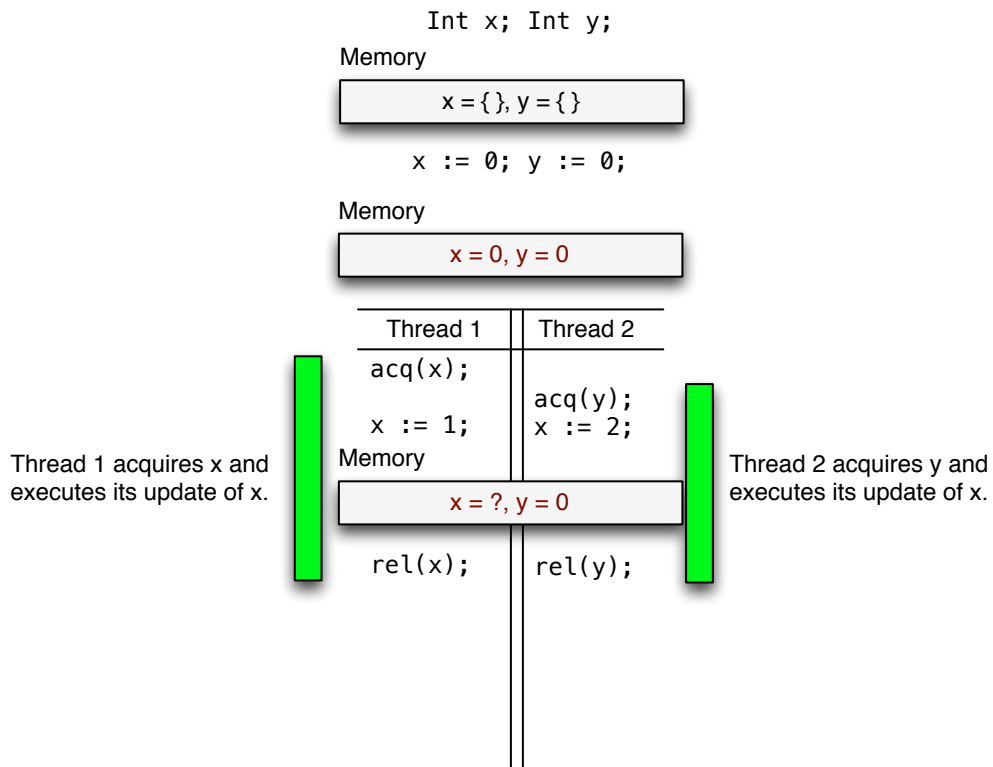 Int x; Int y;
Memory
x = { }, y = { }
x := 0; y := 0;
Memory
x = 0, y = 0
Thread 1 Thread 2
acq(x);
acq(y);
x := 1; x := 2;
Memory
Thread 1 acquires x and
executes its update of x.
x = ?, y = 0
Thread 2 acquires y and
executes its update of x.
rel(x); rel(y);